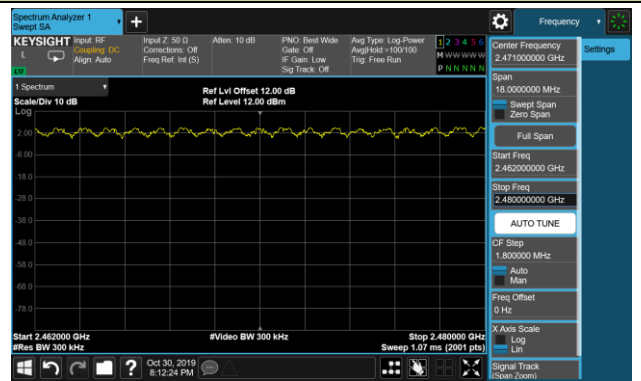 Spectrum Analyzer 1
Swept SA
Frequency
KEYSIGHT
L
Input: RF
Coupling: DC
Align: Auto
Input Z: 50 Ω
Corrections: Off
Freq Ref: Int (S)
Atten: 10 dB
PNO: Best Wide
Gate: Off
IF Gain: Low
Sig Track: Off
Avg Type: Log-Power
Avg|Hold:>100/100
Trig: Free Run
1 2 3 4 5 6
M W W W W W
P N N N N N
1 Spectrum
Scale/Div 10 dB
Log
Ref Lvl Offset 12.00 dB
Ref Level 12.00 dBm
2.00
-8.00
-18.0
-28.0
-38.0
-48.0
-58.0
-68.0
-78.0
Start 2.462000 GHz
#Res BW 300 kHz
#Video BW 300 kHz
Stop 2.480000 GHz
Sweep 1.07 ms (2001 pts)
?
Oct 30, 2019
8:12:24 PM
Center Frequency
2.471000000 GHz
Settings
Span
18.0000000 MHz
Swept Span
Zero Span
Full Span
Start Freq
2.462000000 GHz
Stop Freq
2.480000000 GHz
AUTO TUNE
CF Step
1.800000 MHz
Auto
Man
Freq Offset
0 Hz
X Axis Scale
Log
Lin
Signal Track
(Span Zoom)